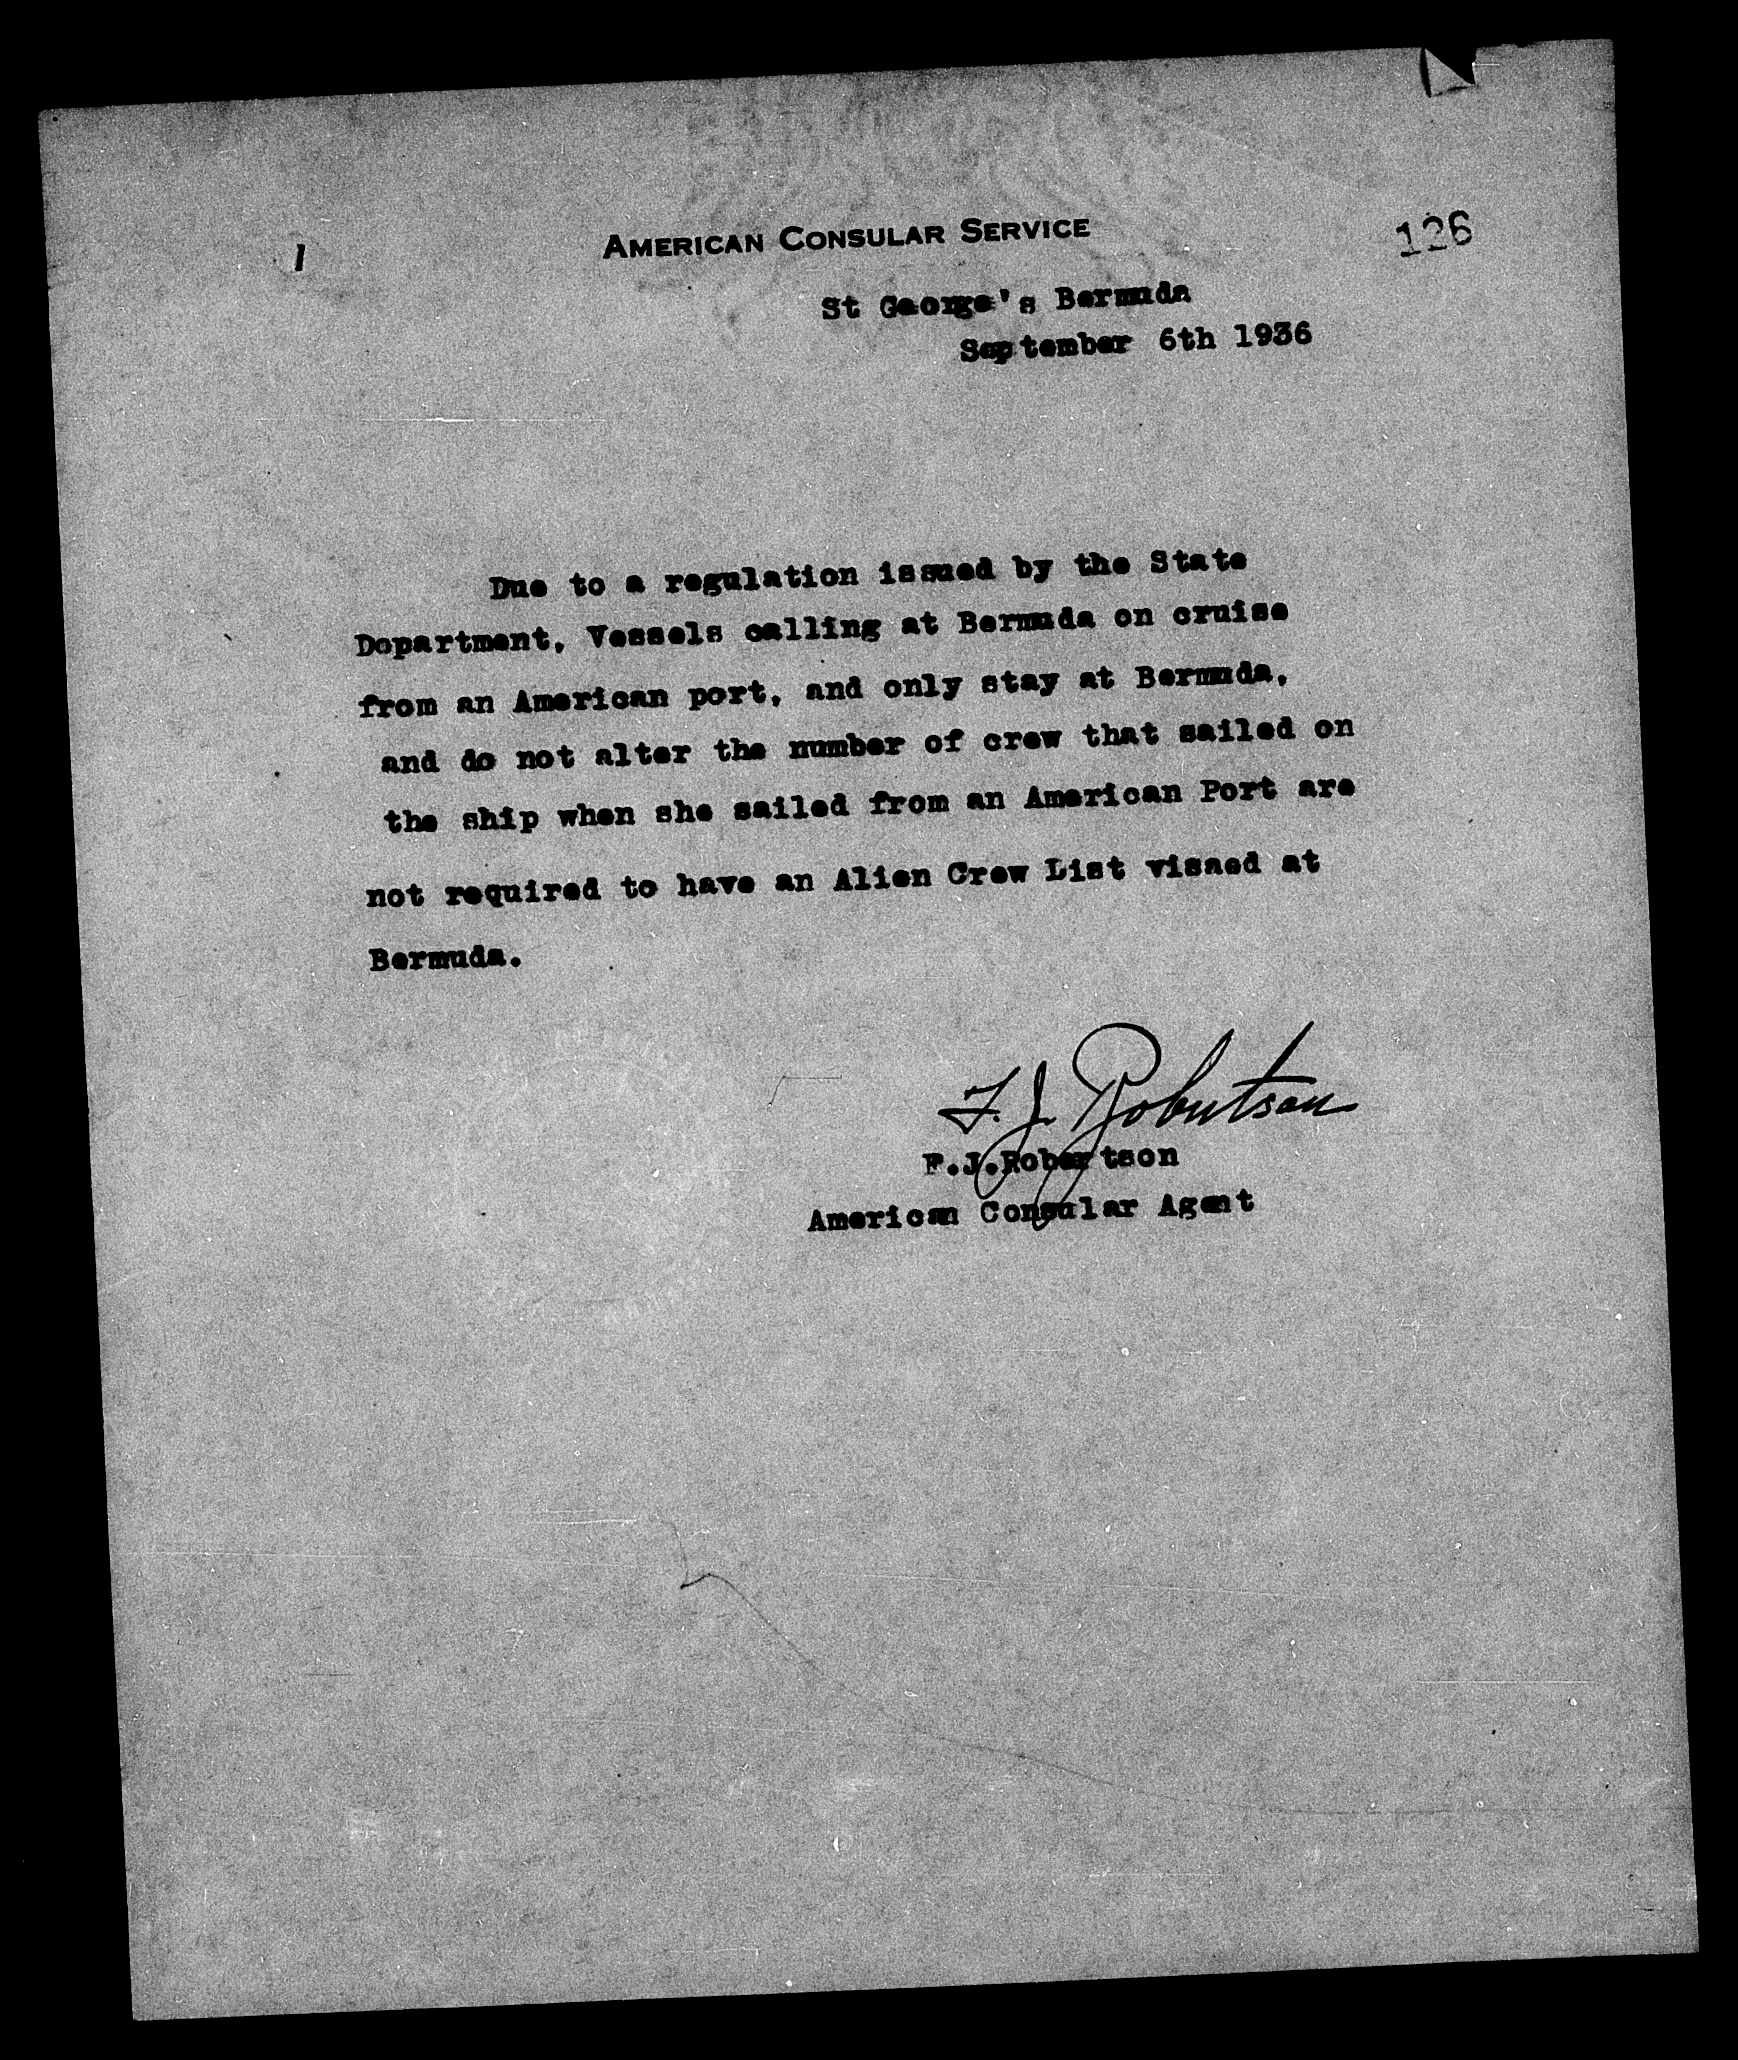 1
AMERICAN CONSULAR SERVICE
126
St George's Bermuda
September 6th 1936
Due to a regulation issued by the State
Department, Vessels calling at Bermuda on cruise
from an American port, and only stay at Bermuda,
and do not alter the number of crew that sailed on
the ship when she sailed from an American Port are
not required to have an Alien Crew List visaed at
Bermuda.
F. J. Robertson
F.J.Robertson
American Consular Agent